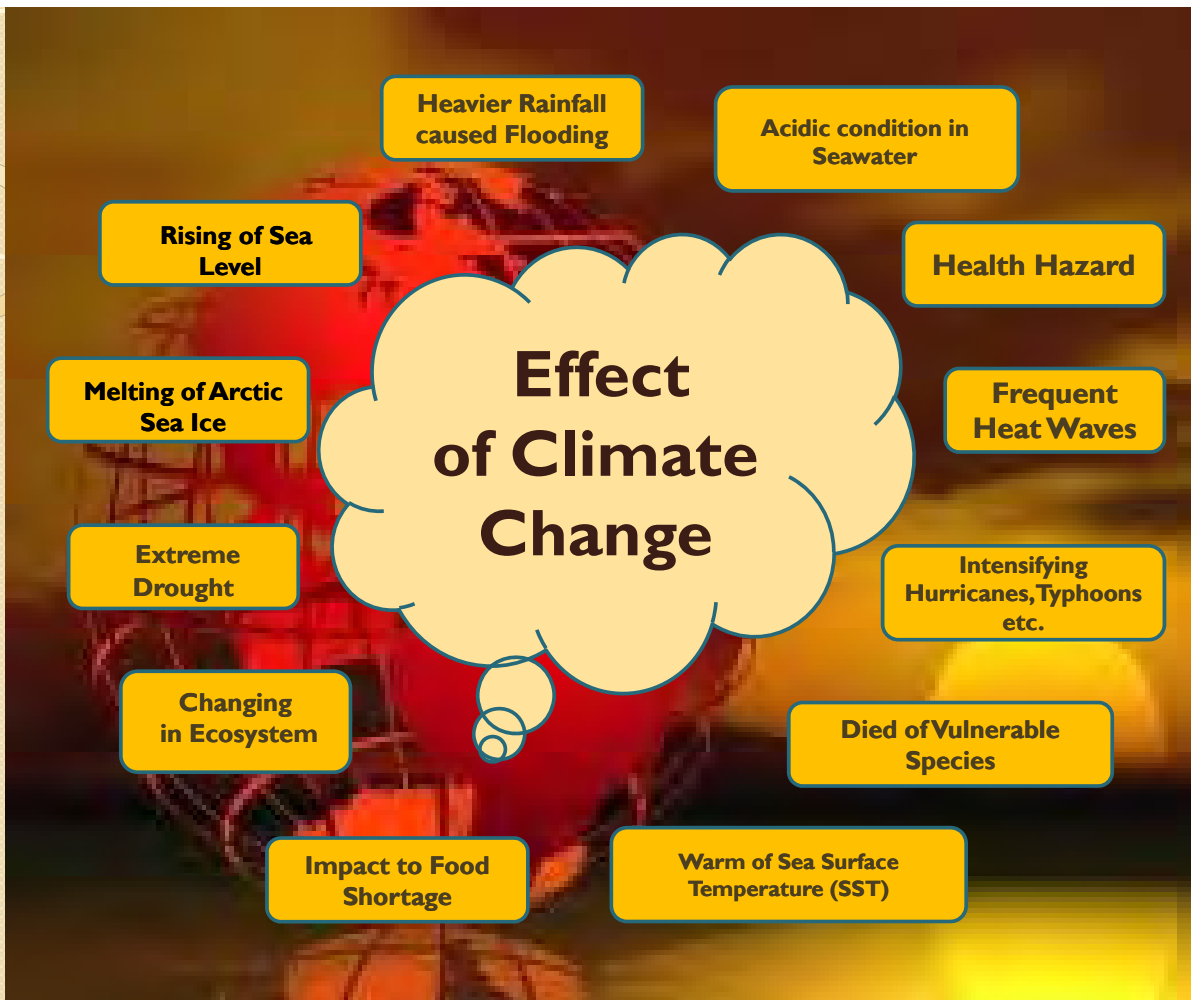 Heavier Rainfall
caused Flooding
Acidic condition in
Seawater
Rising of Sea
Level
Health Hazard
Effect
of Climate
Change
Melting of Arctic
Sea Ice
Frequent
Heat Waves
Extreme
Drought
Intensifying
Hurricanes, Typhoons
etc.
Changing
in Ecosystem
Died of Vulnerable
Species
Impact to Food
Shortage
Warm of Sea Surface
Temperature (SST)